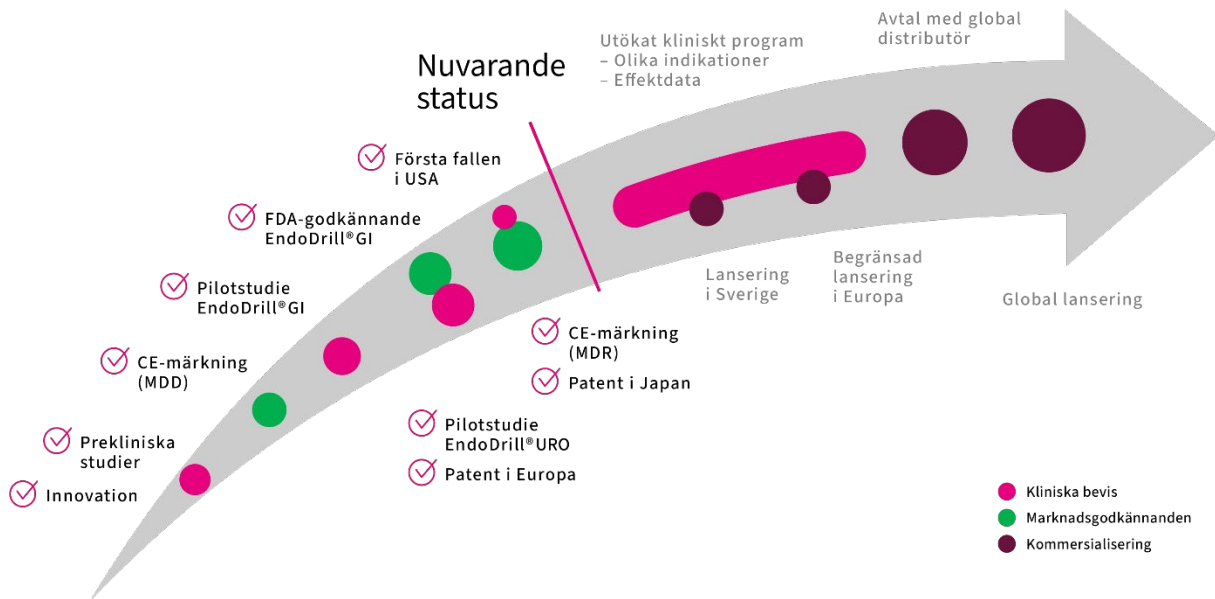 Avtal med global
distributör
Utökat kliniskt program
– Olika indikationer
– Effektdata
Nuvarande
status
Första fallen
i USA
FDA-godkännande
EndoDrill®GI
Pilotstudie
EndoDrill®GI
CE-märkning
(MDD)
Prekliniska
studier
Innovation
CE-märkning
(MDR)
Patent i Japan
Pilotstudie
EndoDrill®URO
Patent i Europa
Lansering
i Sverige
Begränsad
lansering
i Europa
Global lansering
Kliniska bevis
Marknadsgodkännanden
Kommersialisering